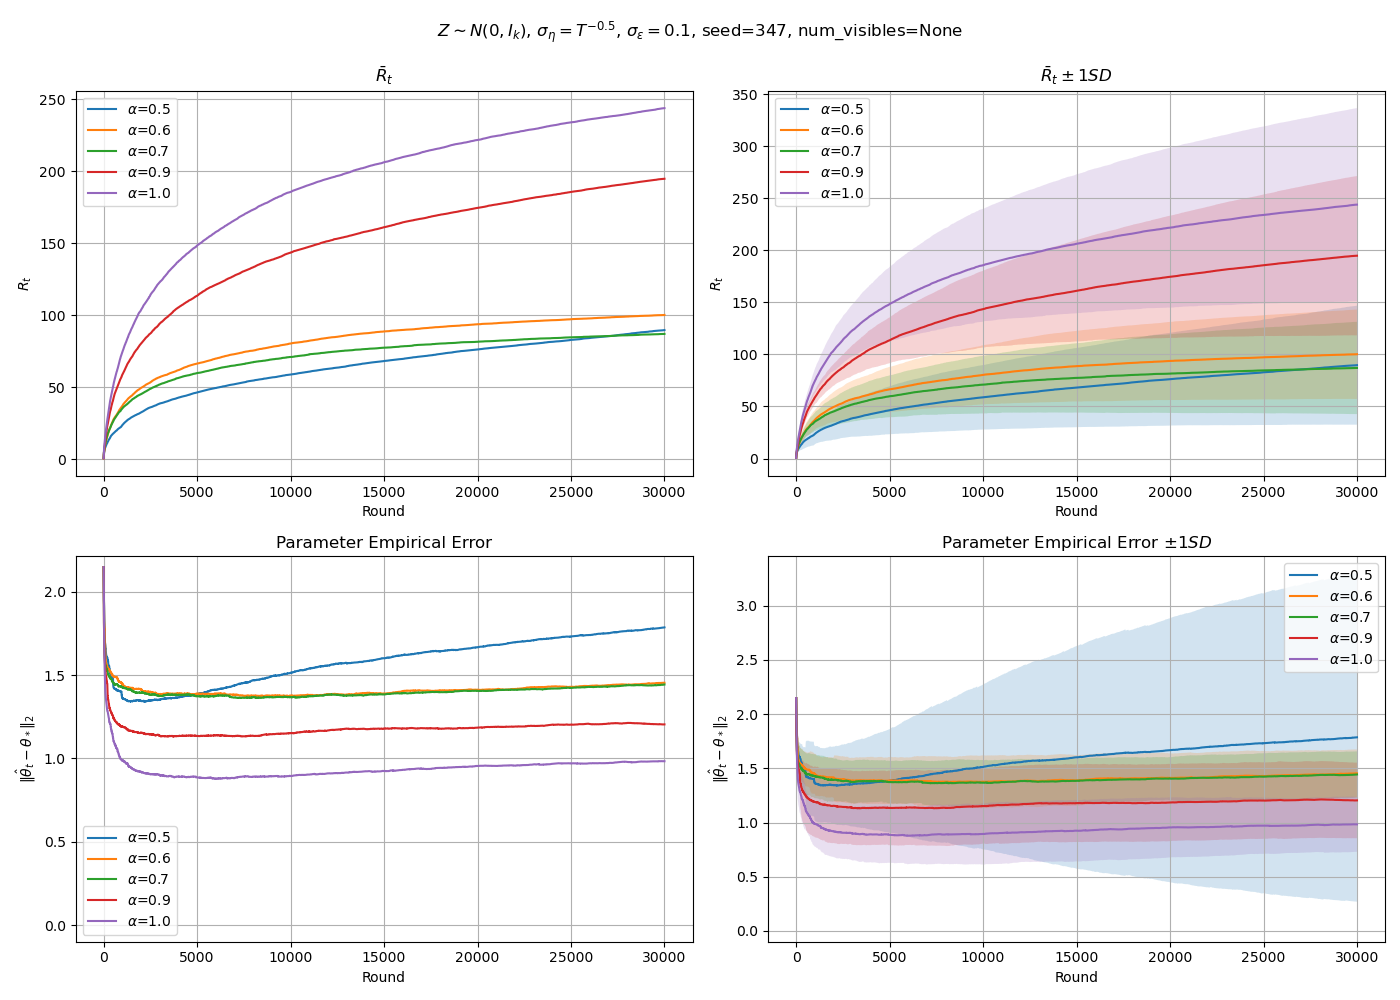 Z ∼ N(0, I_k), σ_η = T^{−0.5}, σ_ε = 0.1, seed=347, num_visibles=None
R̄_t
R_t
250
200
150
100
50
0
α=0.5
α=0.6
α=0.7
α=0.9
α=1.0
0 5000 10000 15000 20000 25000 30000
Round
R̄_t ± 1SD
R_t
350
300
250
200
150
100
50
0
α=0.5
α=0.6
α=0.7
α=0.9
α=1.0
0 5000 10000 15000 20000 25000 30000
Round
Parameter Empirical Error
‖θ̂_t − θ_*‖_2
2.0
1.5
1.0
0.5
0.0
α=0.5
α=0.6
α=0.7
α=0.9
α=1.0
0 5000 10000 15000 20000 25000 30000
Round
Parameter Empirical Error ±1SD
‖θ̂_t − θ_*‖_2
3.0
2.5
2.0
1.5
1.0
0.5
0.0
α=0.5
α=0.6
α=0.7
α=0.9
α=1.0
0 5000 10000 15000 20000 25000 30000
Round